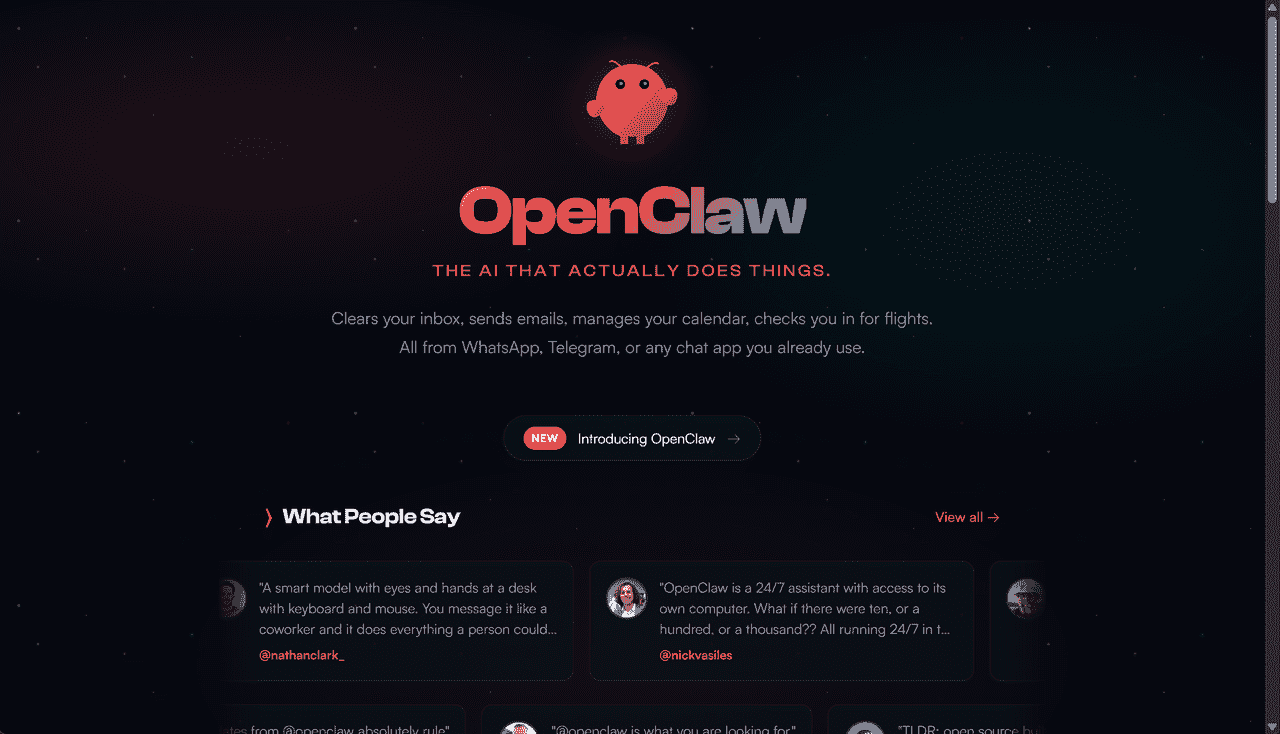 OpenClaw
THE AI THAT ACTUALLY DOES THINGS.
Clears your inbox, sends emails, manages your calendar, checks you in for flights.
All from WhatsApp, Telegram, or any chat app you already use.
NEW Introducing OpenClaw →
⟩ What People Say
View all →
"A smart model with eyes and hands at a desk
with keyboard and mouse. You message it like a
coworker and it does everything a person could...
@nathanclark_
"OpenClaw is a 24/7 assistant with access to its
own computer. What if there were ten, or a
hundred, or a thousand?? All running 24/7 in t...
@nickvasiles
from @openclaw absolutely rule"
"@openclaw is what you are looking for"
"TLDR: open source